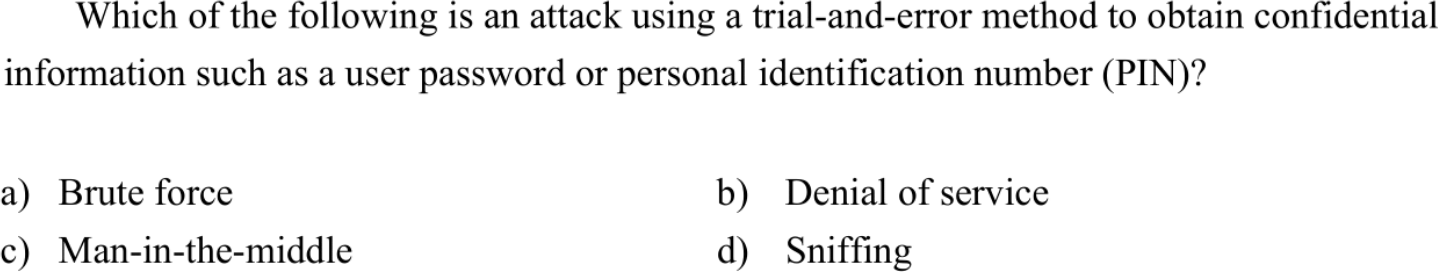 Which of the following is an attack using a trial-and-error method to obtain confidential
information such as a user password or personal identification number (PIN)?
a) Brute force b) Denial of service
c) Man-in-the-middle d) Sniffing